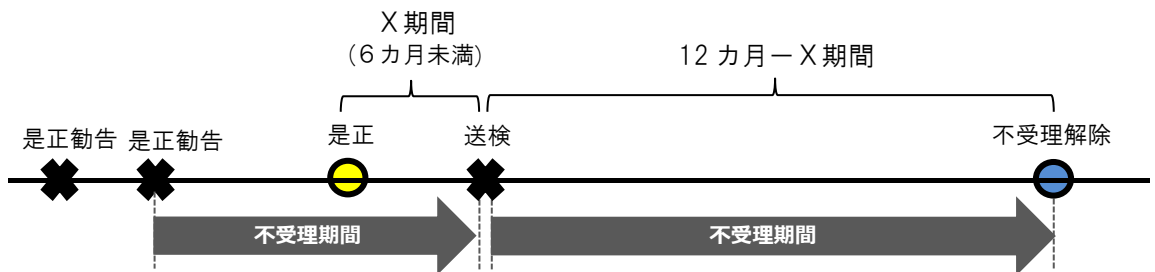 X期間
(6カ月未満)
12カ月－X期間
是正勧告
是正勧告
是正
送検
不受理解除
不受理期間
不受理期間